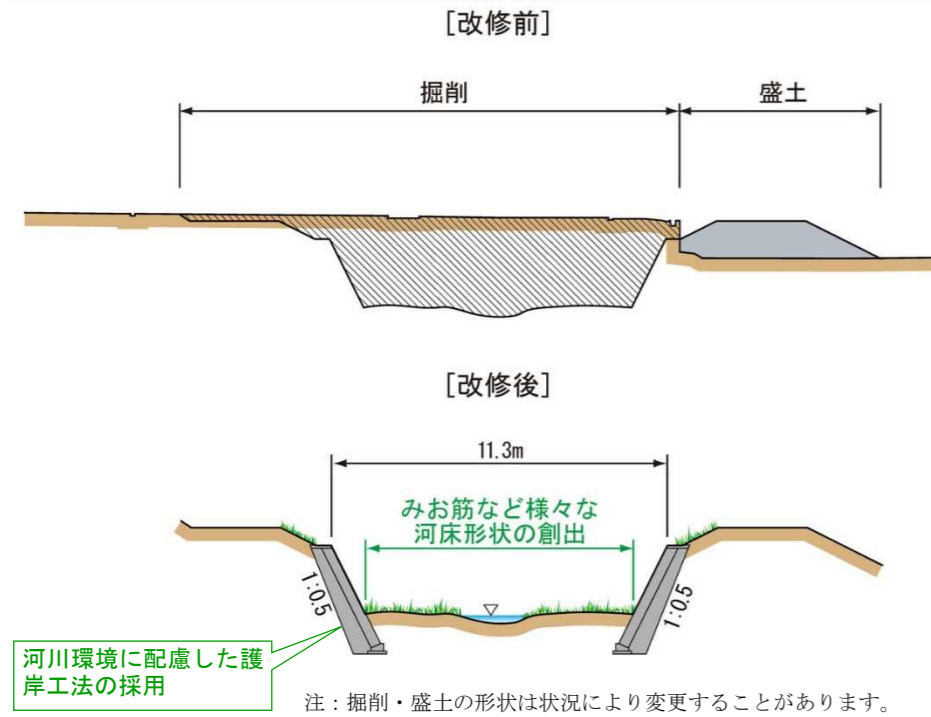 [改修前]
掘削
盛土
[改修後]
11.3m
みお筋など様々な
河床形状の創出
1:0.5
1:0.5
河川環境に配慮した護
岸工法の採用
注：掘削・盛土の形状は状況により変更することがあります。